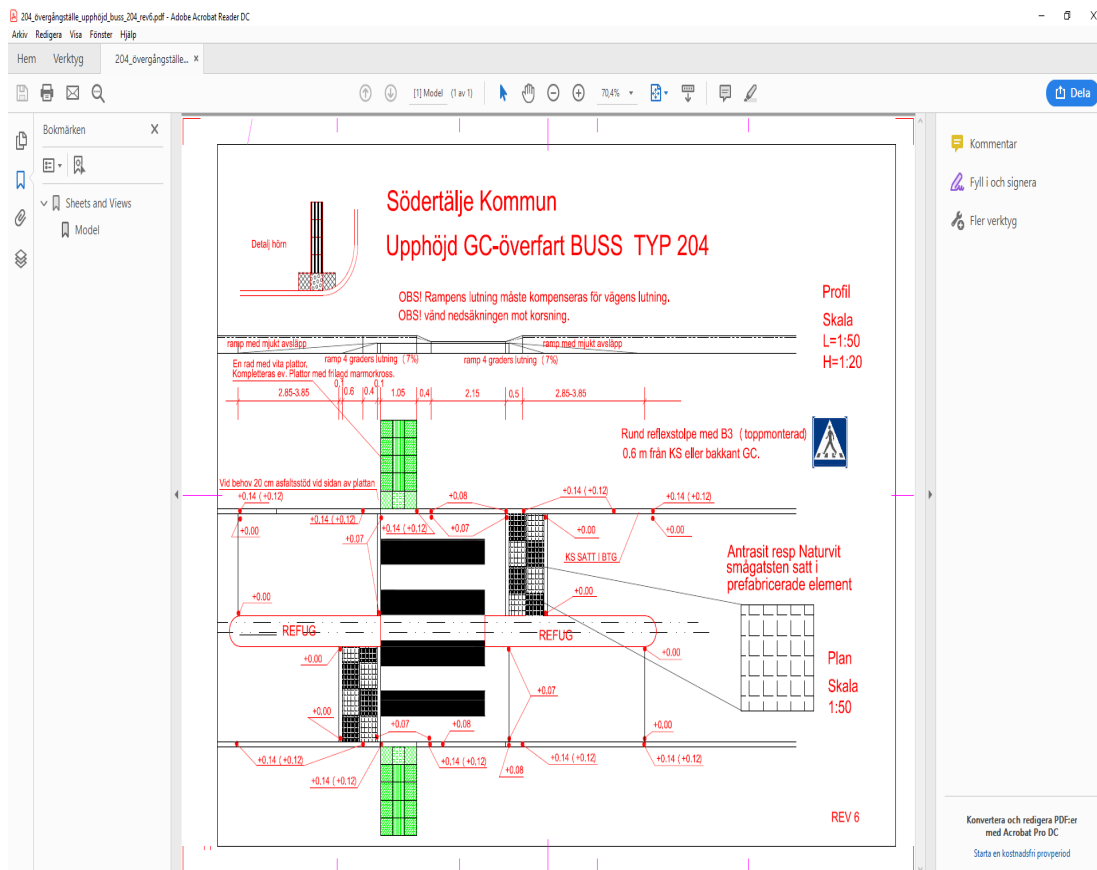 204_övergångställe_upphöjd_buss_204_rev6.pdf - Adobe Acrobat Reader DC
Arkiv Redigera Visa Fönster Hjälp
Hem Verktyg 204_övergångställe... ×
[1] Model (1 av 1) 70,4% Dela
Bokmärken X
Sheets and Views
Model
Kommentar
Fyll i och signera
Fler verktyg
Södertälje Kommun
Detalj hörn
Upphöjd GC-överfart BUSS TYP 204
OBS! Rampens lutning måste kompenseras för vägens lutning.
OBS! vänd nedsäkningen mot korsning.
Profil
Skala
L=1:50
H=1:20
ramp med mjukt avsläpp ramp med mjukt avsläpp
ramp 4 graders lutning (7%) ramp 4 graders lutning (7%)
En rad med vita plattor.
Kompletteras ev. Plattor med frilagd marmorkross.
2.85-3.85 0.1 0.6 0.4 0.1 1.05 0.4 2.15 0.5 2.85-3.85
Rund reflexstolpe med B3 (toppmonterad)
0.6 m från KS eller bakkant GC.
Vid behov 20 cm asfaltsstöd vid sidan av plattan
+0.14 (+0.12) +0.08 +0.14 (+0.12) +0.14 (+0.12)
+0.00 +0.14 (+0.12) +0.14 (+0.12) +0.07 +0.00 +0.00
+0.07
KS SATT I BTG
Antrasit resp Naturvit
smågatsten satt i
prefabricerade element
+0.00 +0.00
REFUG REFUG
+0.00 +0.00
Plan
Skala
1:50
+0.07
+0.00 +0.07 +0.08 +0.00
+0.14 (+0.12) +0.14 (+0.12) +0.14 (+0.12) +0.14 (+0.12)
+0.14 (+0.12) +0.08
REV 6
Konvertera och redigera PDF:er
med Acrobat Pro DC
Starta en kostnadsfri provperiod